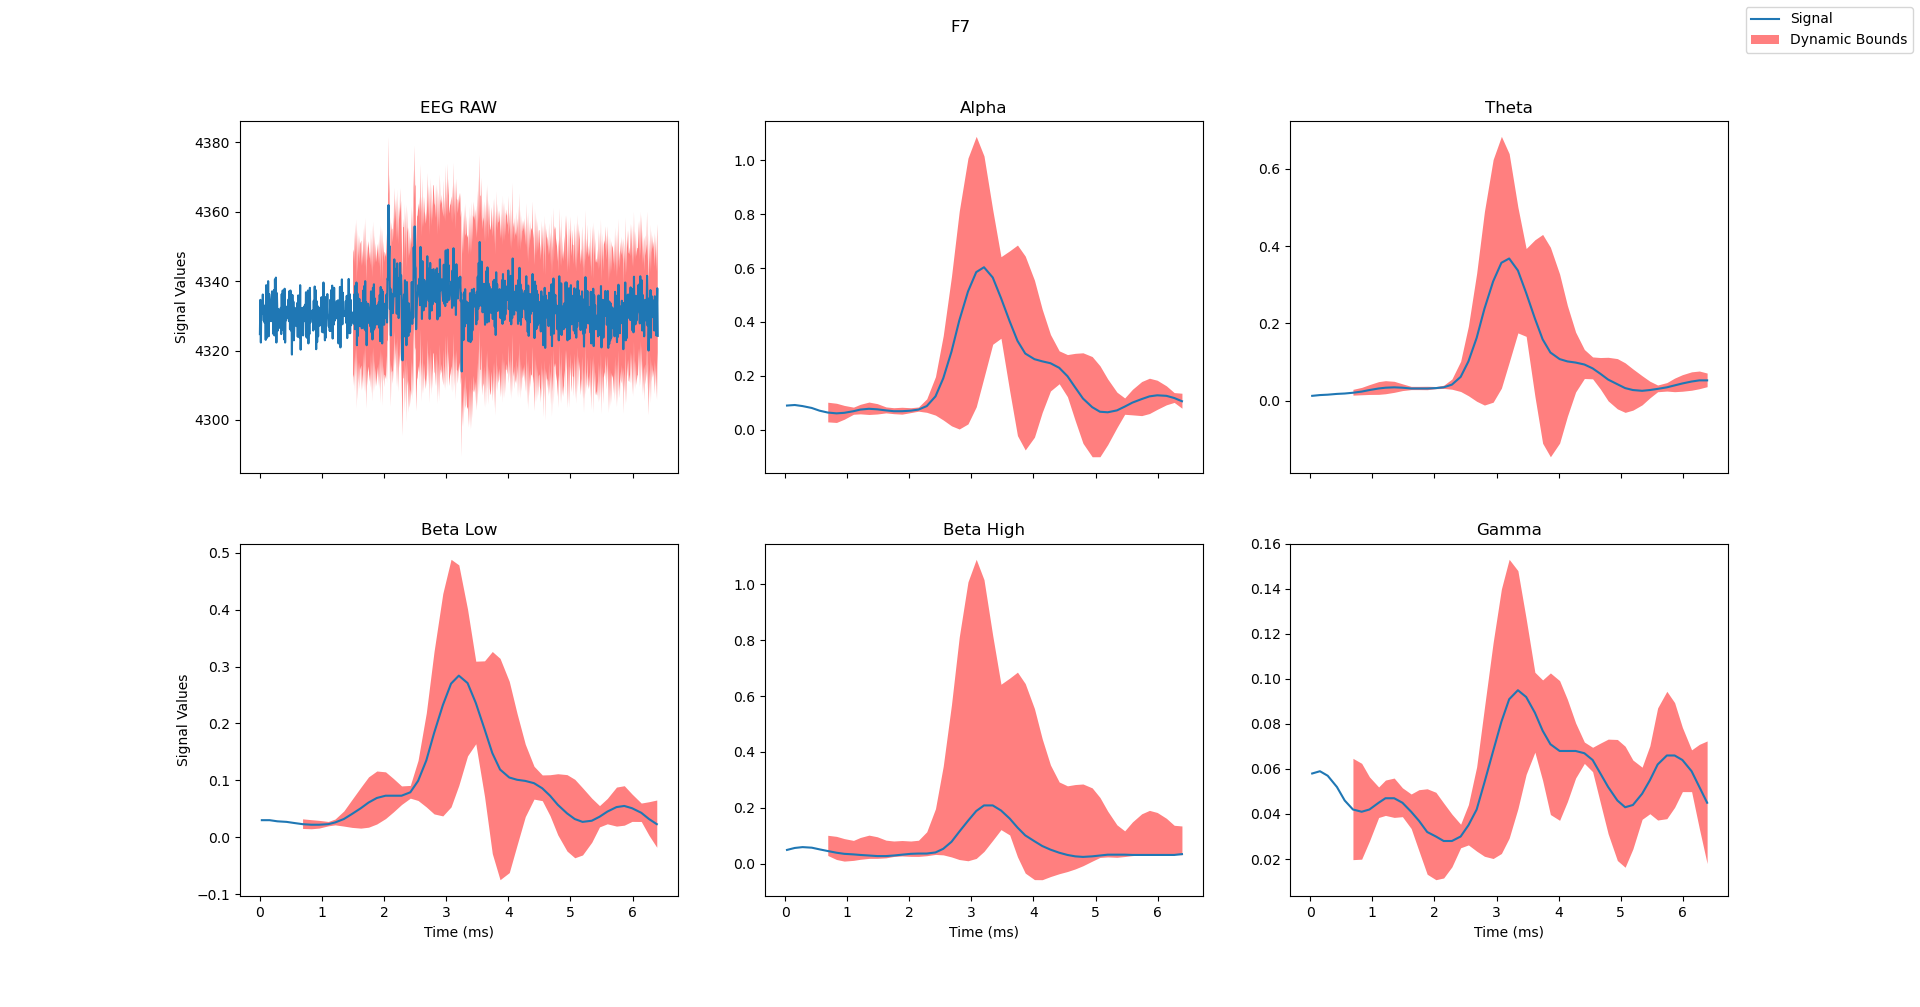 F7
Signal
Dynamic Bounds
EEG RAW
Alpha
Theta
Signal Values
4380
4360
4340
4320
4300
1.0
0.8
0.6
0.4
0.2
0.0
0.6
0.4
0.2
0.0
Beta Low
Beta High
Gamma
Signal Values
0.5
0.4
0.3
0.2
0.1
0.0
−0.1
0 1 2 3 4 5 6
Time (ms)
1.0
0.8
0.6
0.4
0.2
0.0
0 1 2 3 4 5 6
Time (ms)
0.16
0.14
0.12
0.10
0.08
0.06
0.04
0.02
0 1 2 3 4 5 6
Time (ms)